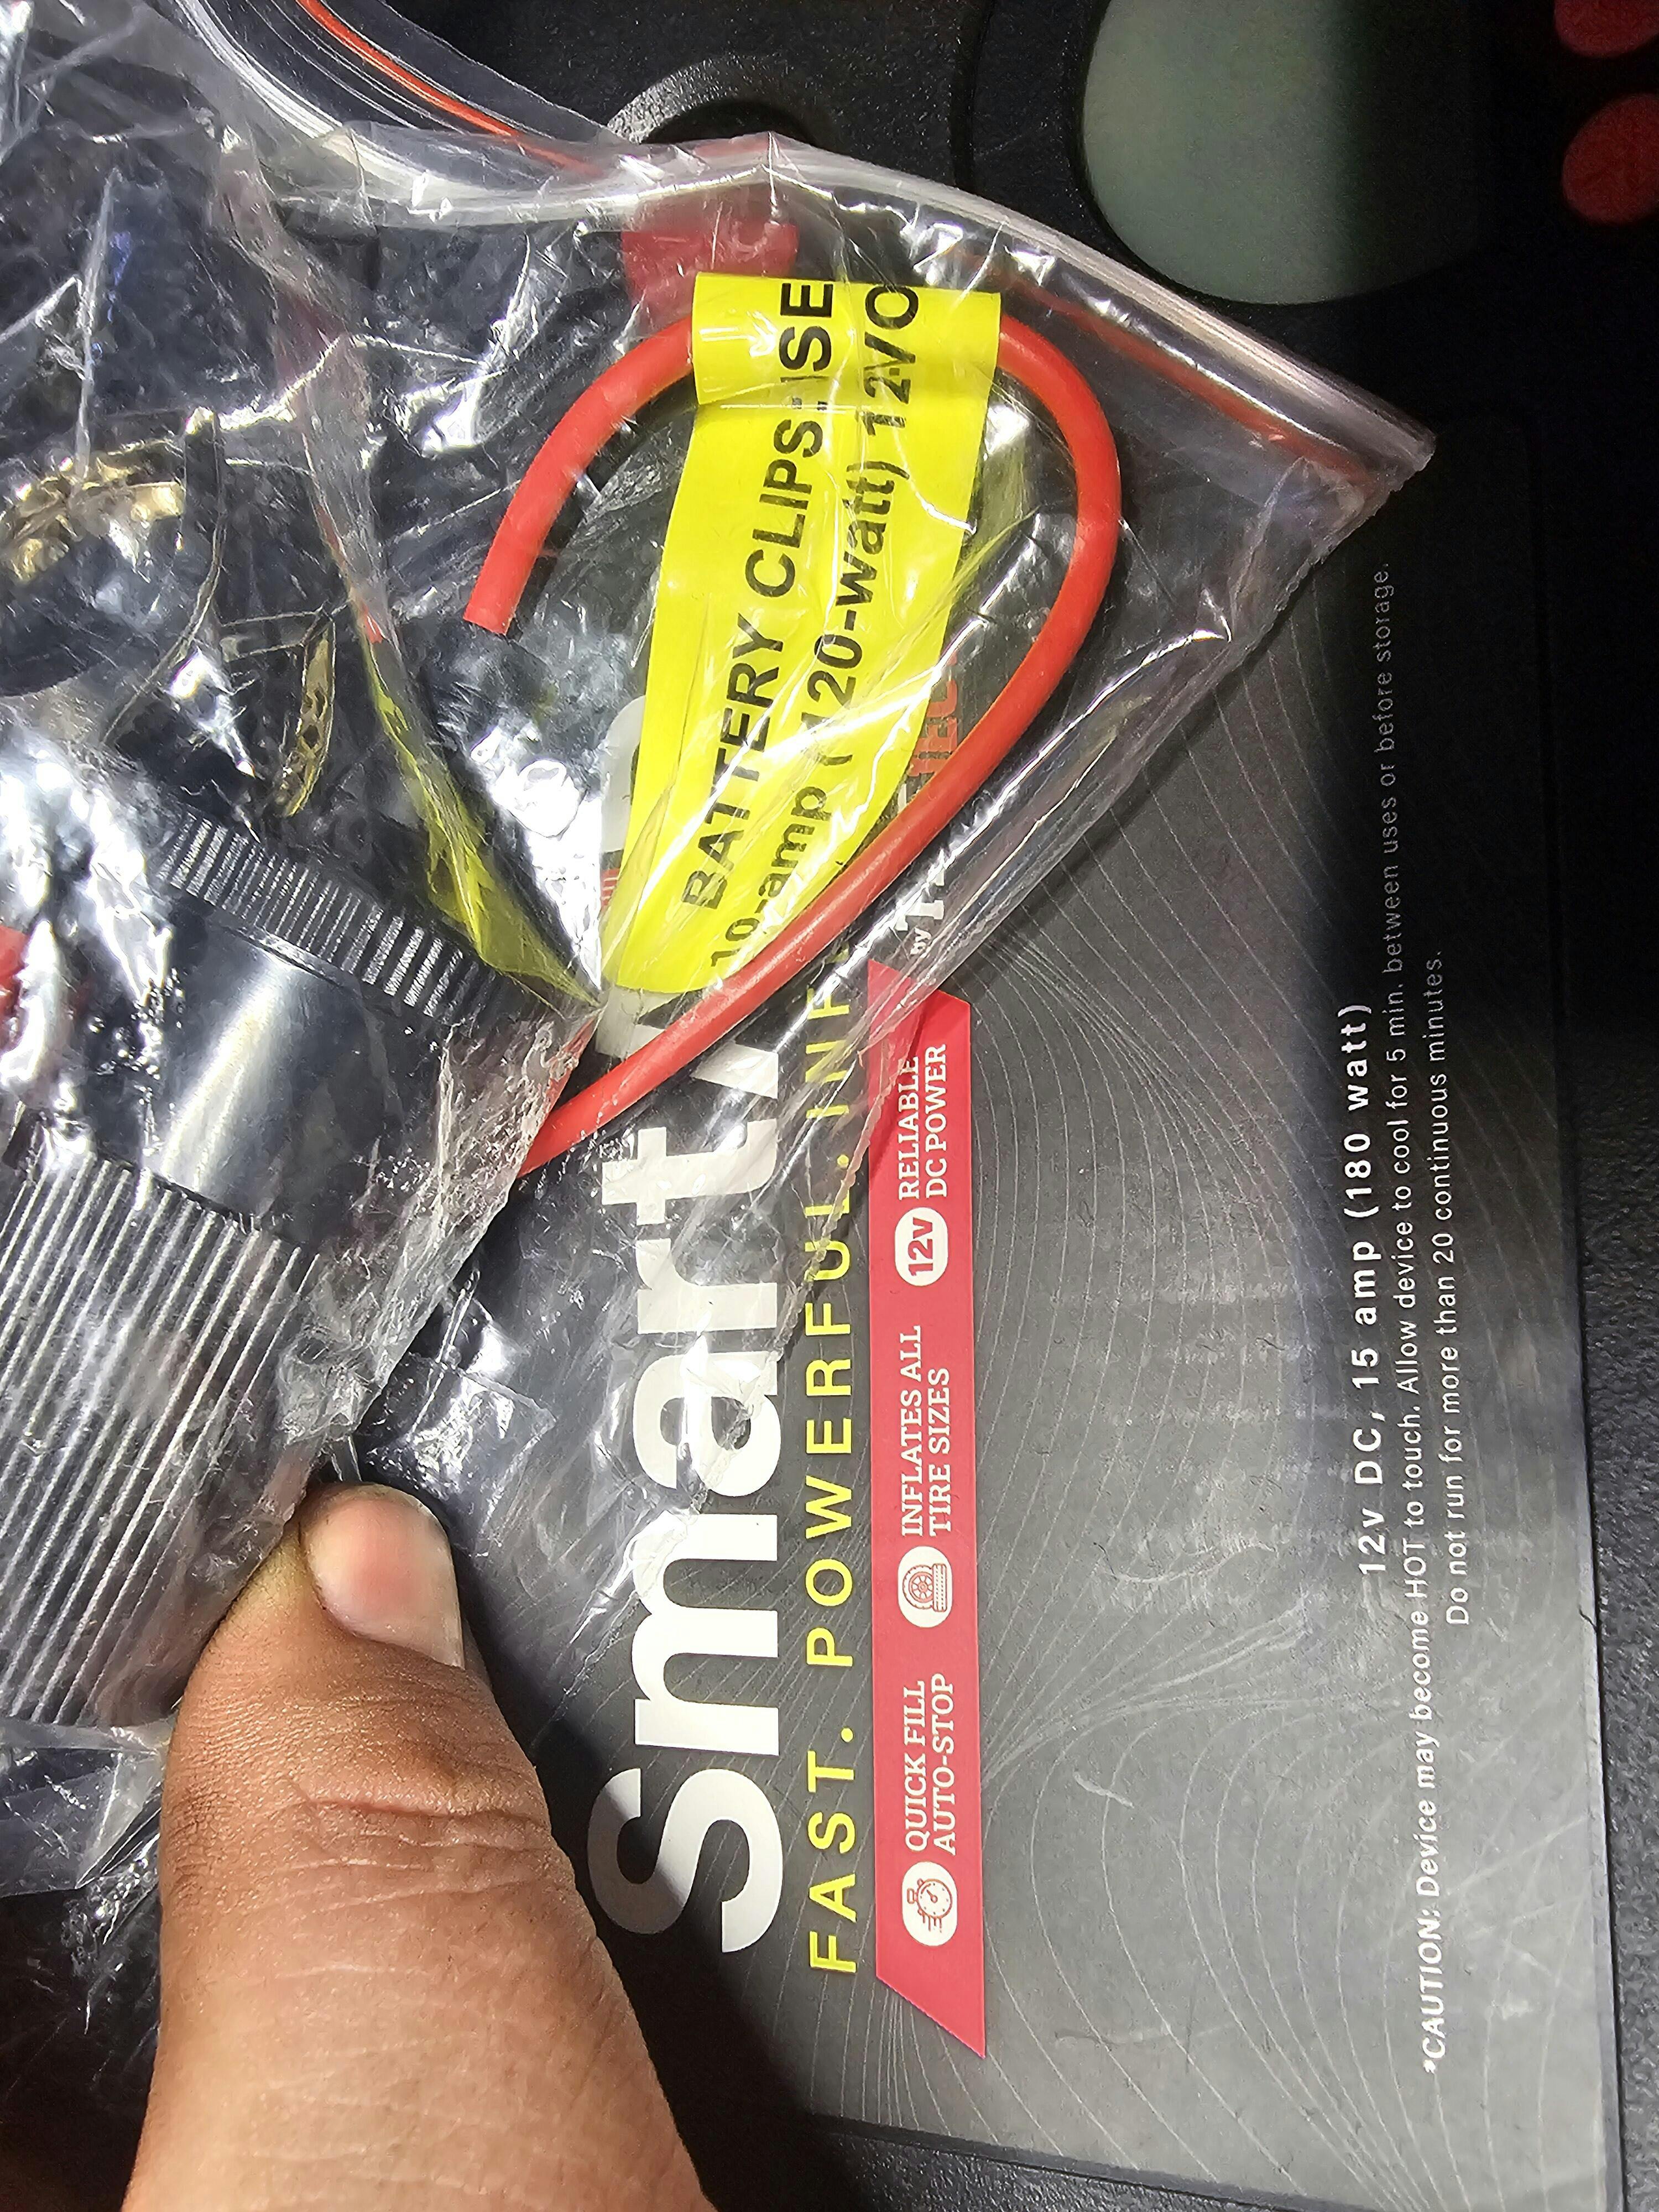 BATTERY CLIPS: USE
10-amp (120-watt) 12-VO
Smart
FAST. POWERFUL. INF
by
QUICK FILL
AUTO-STOP
INFLATES ALL
TIRE SIZES
12V
RELIABLE
DC POWER
12v DC, 15 amp (180 watt)
*CAUTION: Device may become HOT to touch. Allow device to cool for 5 min. between uses or before storage.
Do not run for more than 20 continuous minutes.